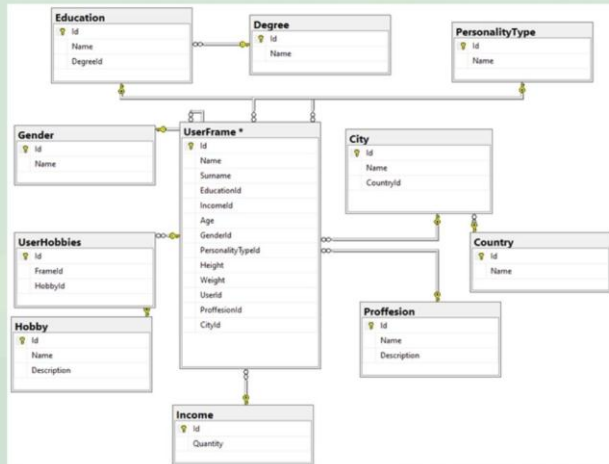 Education
Id
Name
DegreeId
Degree
Id
Name
PersonalityType
Id
Name
Gender
Id
Name
UserFrame *
Id
Name
Surname
EducationId
IncomeId
Age
GenderId
PersonalityTypeId
Height
Weight
UserId
ProffesionId
CityId
City
Id
Name
CountryId
UserHobbies
Id
FrameId
HobbyId
Country
Id
Name
Hobby
Id
Name
Description
Proffesion
Id
Name
Description
Income
Id
Quantity